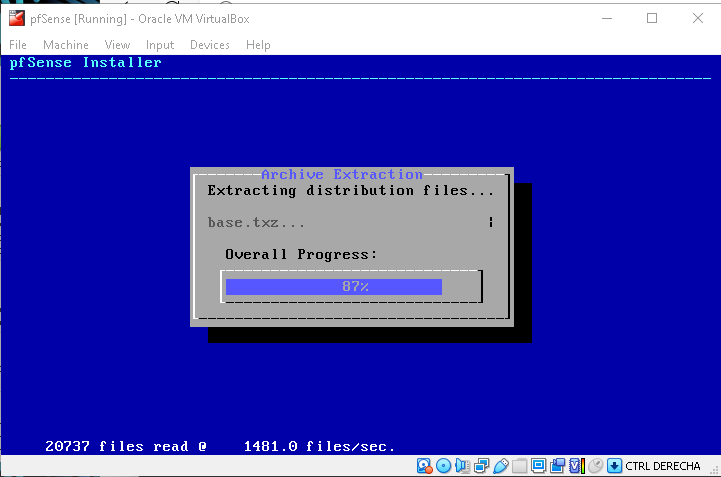 pfSense [Running] - Oracle VM VirtualBox
File Machine View Input Devices Help
pfSense Installer
Archive Extraction
Extracting distribution files...
base.txz...
Overall Progress:
87%
20737 files read @ 1481.0 files/sec.
CTRL DERECHA